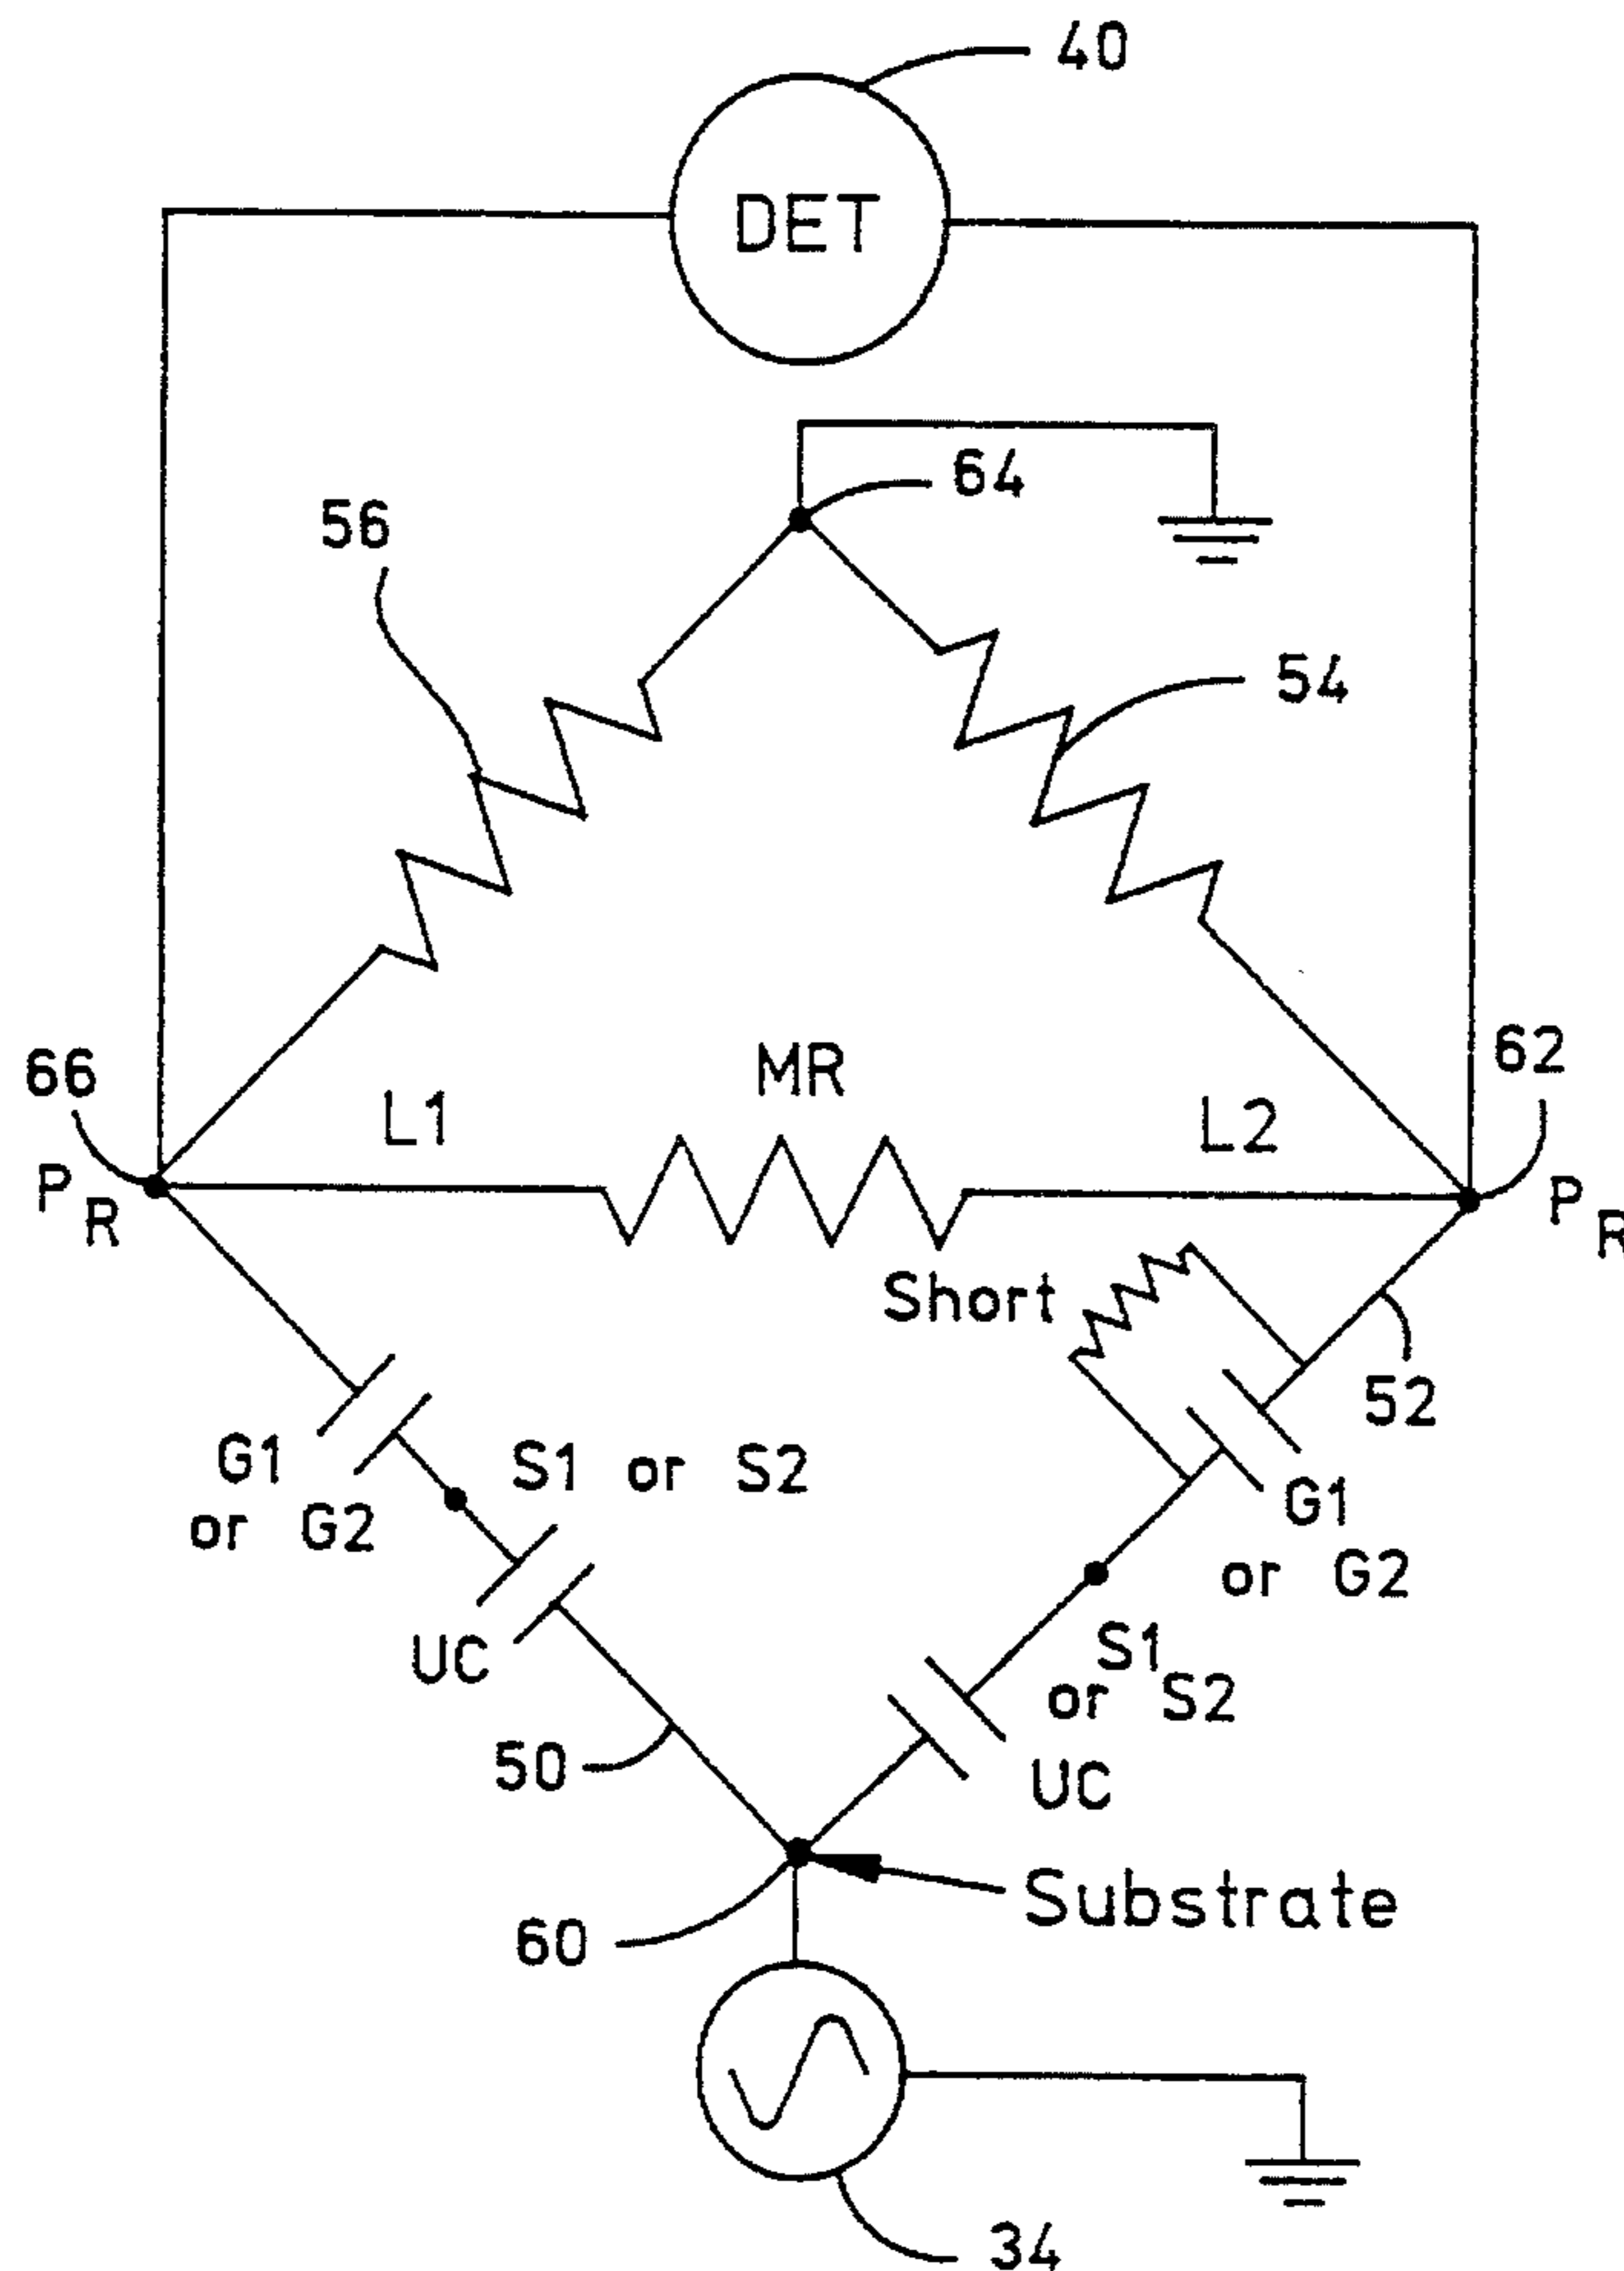 40
DET
64
56
54
MR
62
66
L1
L2
P R
P R
Short
52
G1
or G2
S1 or S2
G1
or G2
UC
S1
or S2
50
UC
Substrate
60
34